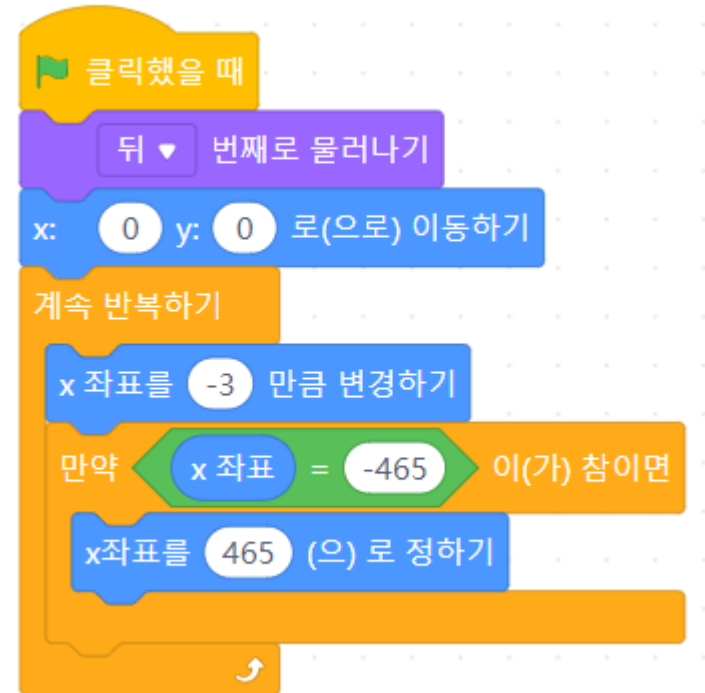 클릭했을 때
뒤 번째로 물러나기
x: 0 y: 0 로(으로) 이동하기
계속 반복하기
x 좌표를 -3 만큼 변경하기
만약 x 좌표 = -465 이(가) 참이면
x좌표를 465 (으) 로 정하기